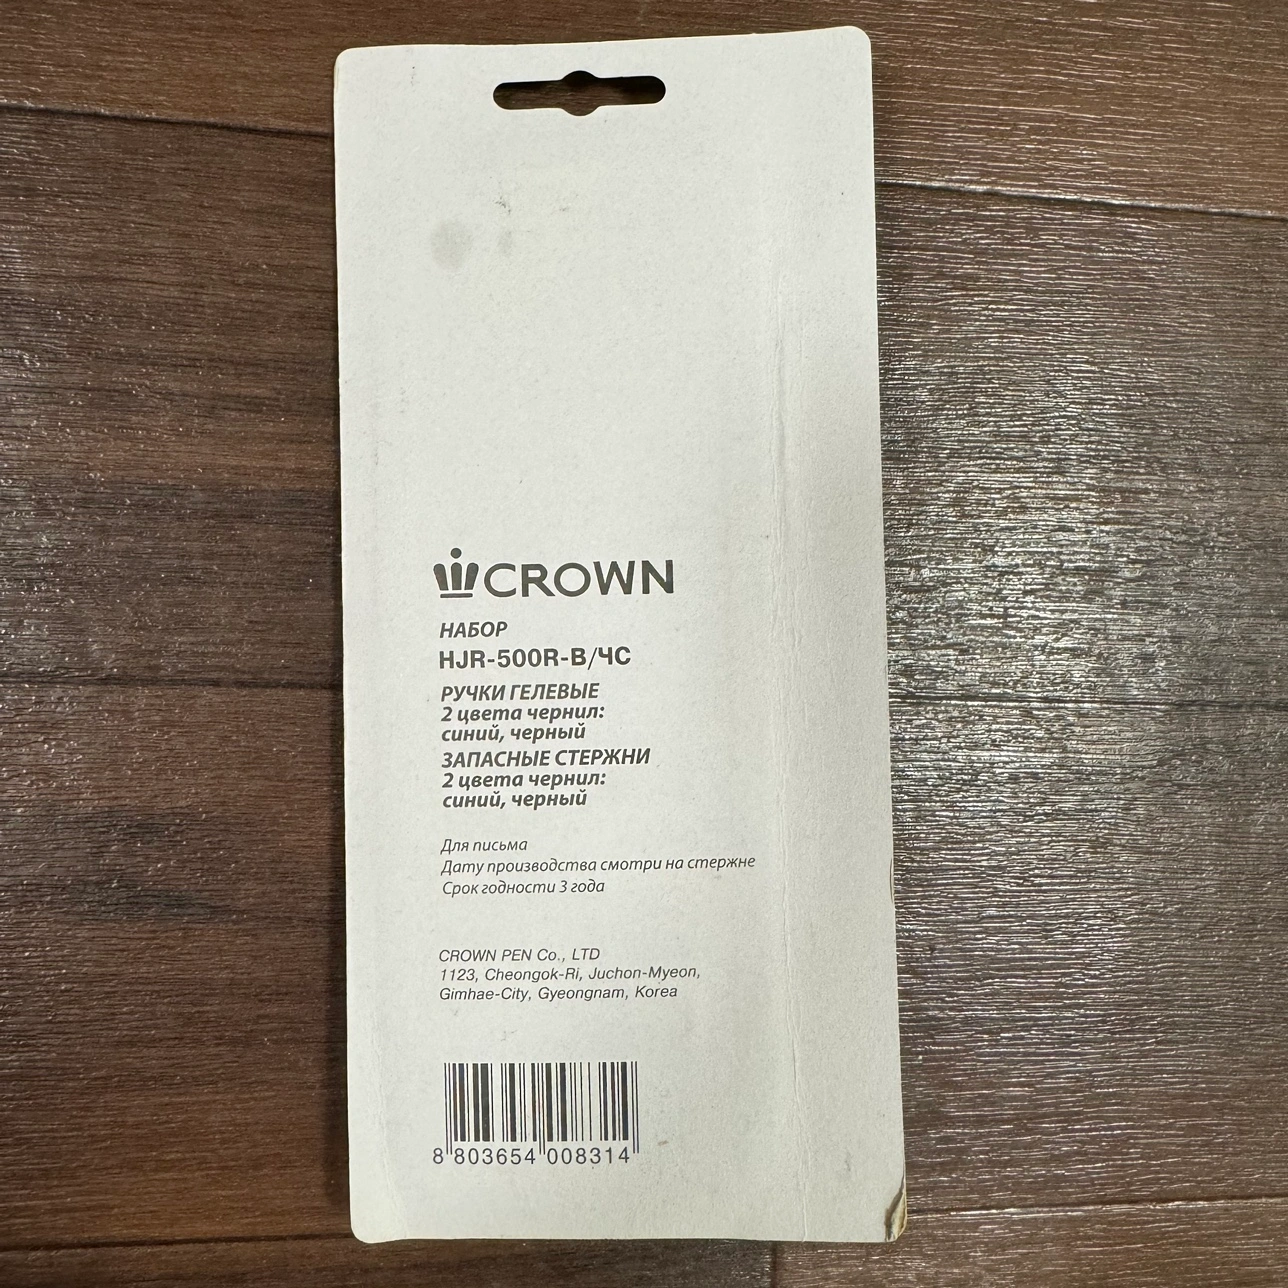 CROWN
НАБОР
HJR-500R-B/ЧС
РУЧКИ ГЕЛЕВЫЕ
2 цвета чернил:
синий, черный
ЗАПАСНЫЕ СТЕРЖНИ
2 цвета чернил:
синий, черный
Для письма
Дату производства смотри на стержне
Срок годности 3 года
CROWN PEN Co., LTD
1123, Cheongok-Ri, Juchon-Myeon,
Gimhae-City, Gyeongnam, Korea
8 803654 008314